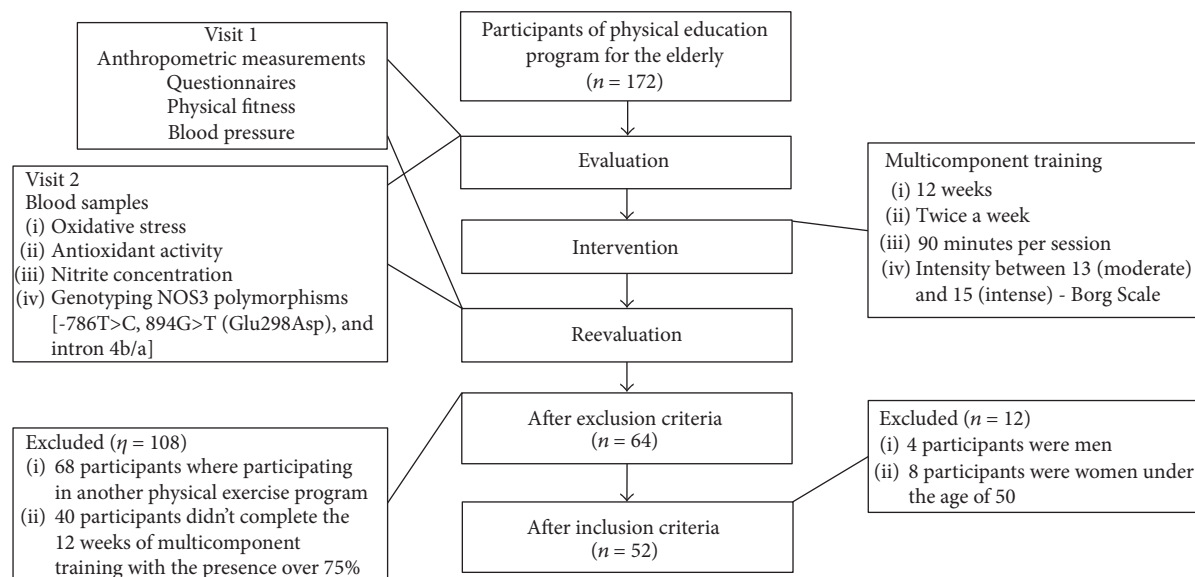 Visit 1
Anthropometric measurements
Questionnaires
Physical fitness
Blood pressure
Participants of physical education
program for the elderly
(n = 172)
Evaluation
Visit 2
Blood samples
(i) Oxidative stress
(ii) Antioxidant activity
(iii) Nitrite concentration
(iv) Genotyping NOS3 polymorphisms
[-786T>C, 894G>T (Glu298Asp), and
intron 4b/a]
Multicomponent training
(i) 12 weeks
(ii) Twice a week
(iii) 90 minutes per session
(iv) Intensity between 13 (moderate)
and 15 (intense) - Borg Scale
Intervention
Reevaluation
After exclusion criteria
(n = 64)
Excluded (η = 108)
(i) 68 participants where participating
in another physical exercise program
(ii) 40 participants didn't complete the
12 weeks of multicomponent
training with the presence over 75%
Excluded (n = 12)
(i) 4 participants were men
(ii) 8 participants were women under
the age of 50
After inclusion criteria
(n = 52)